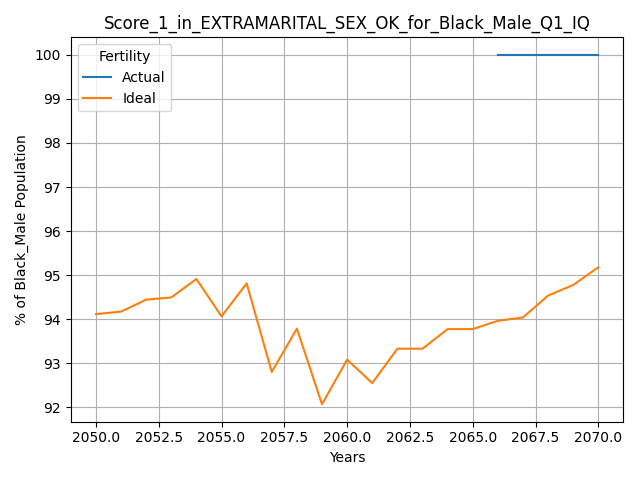 Score_1_in_EXTRAMARITAL_SEX_OK_for_Black_Male_Q1_IQ
Fertility
Actual
Ideal
100
99
98
97
96
95
94
93
92
% of Black_Male Population
2050.0 2052.5 2055.0 2057.5 2060.0 2062.5 2065.0 2067.5 2070.0
Years